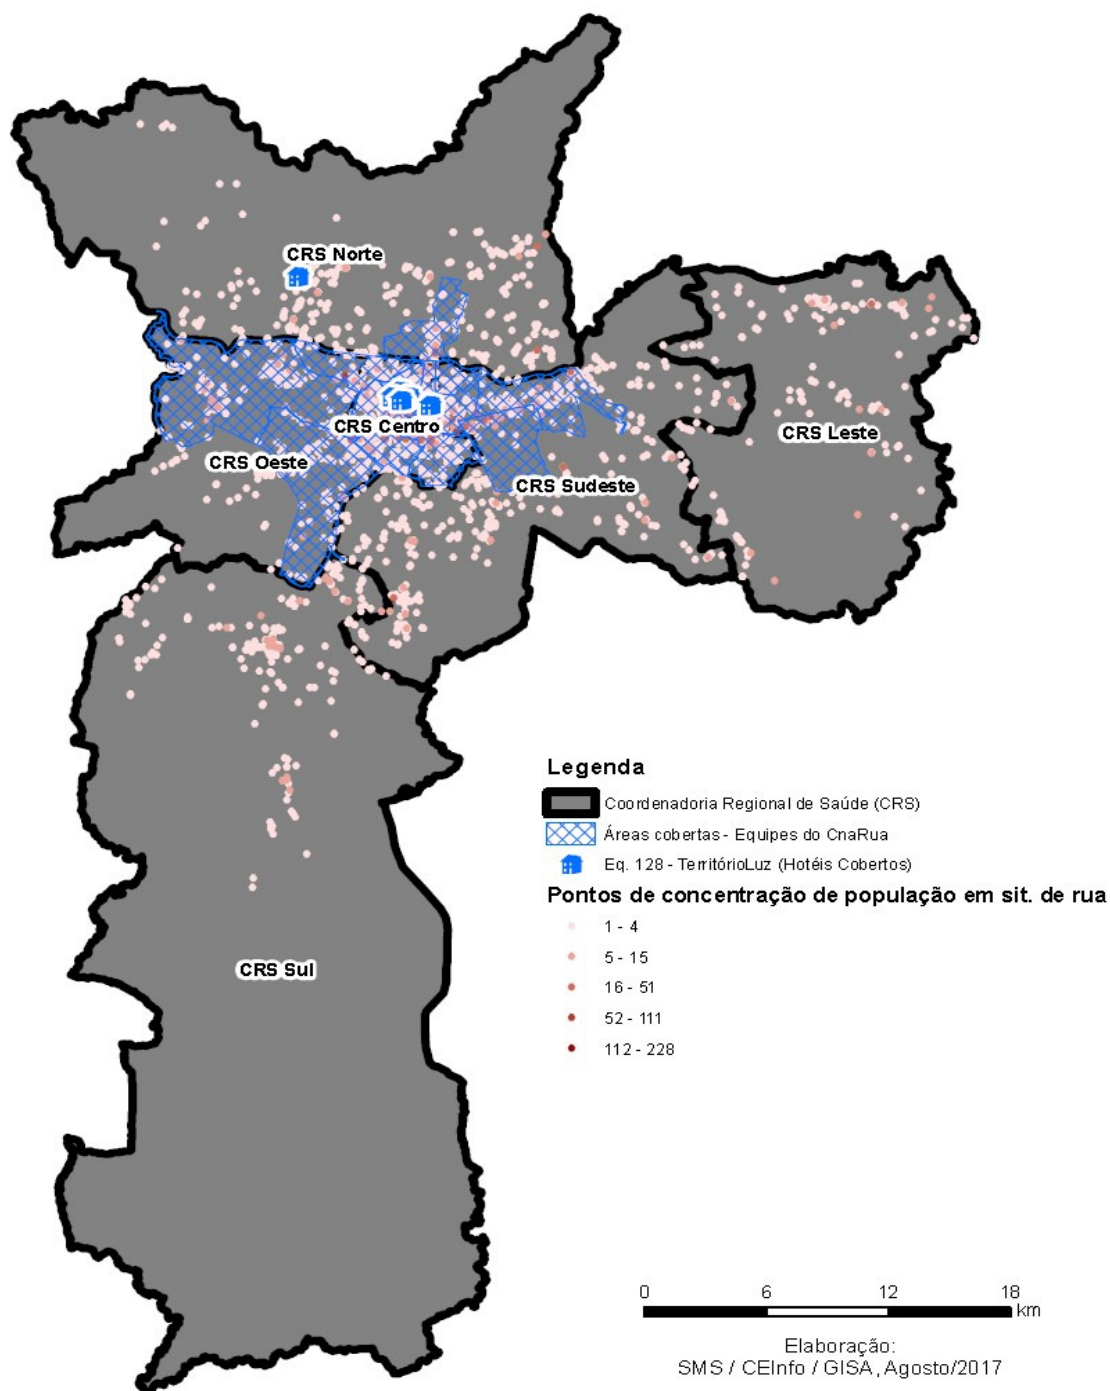 CRS Norte
CRS Leste
CRS Centro
CRS Oeste
CRS Sudeste
CRS Sul
Legenda
Coordenadoria Regional de Saúde (CRS)
Áreas cobertas - Equipes do CnaRua
Eq. 128 - TerritórioLuz (Hotéis Cobertos)
Pontos de concentração de população em sit. de rua
1 - 4
5 - 15
16 - 51
52 - 111
112 - 228
0 6 12 18
km
Elaboração:
SMS / CEInfo / GISA, Agosto/2017